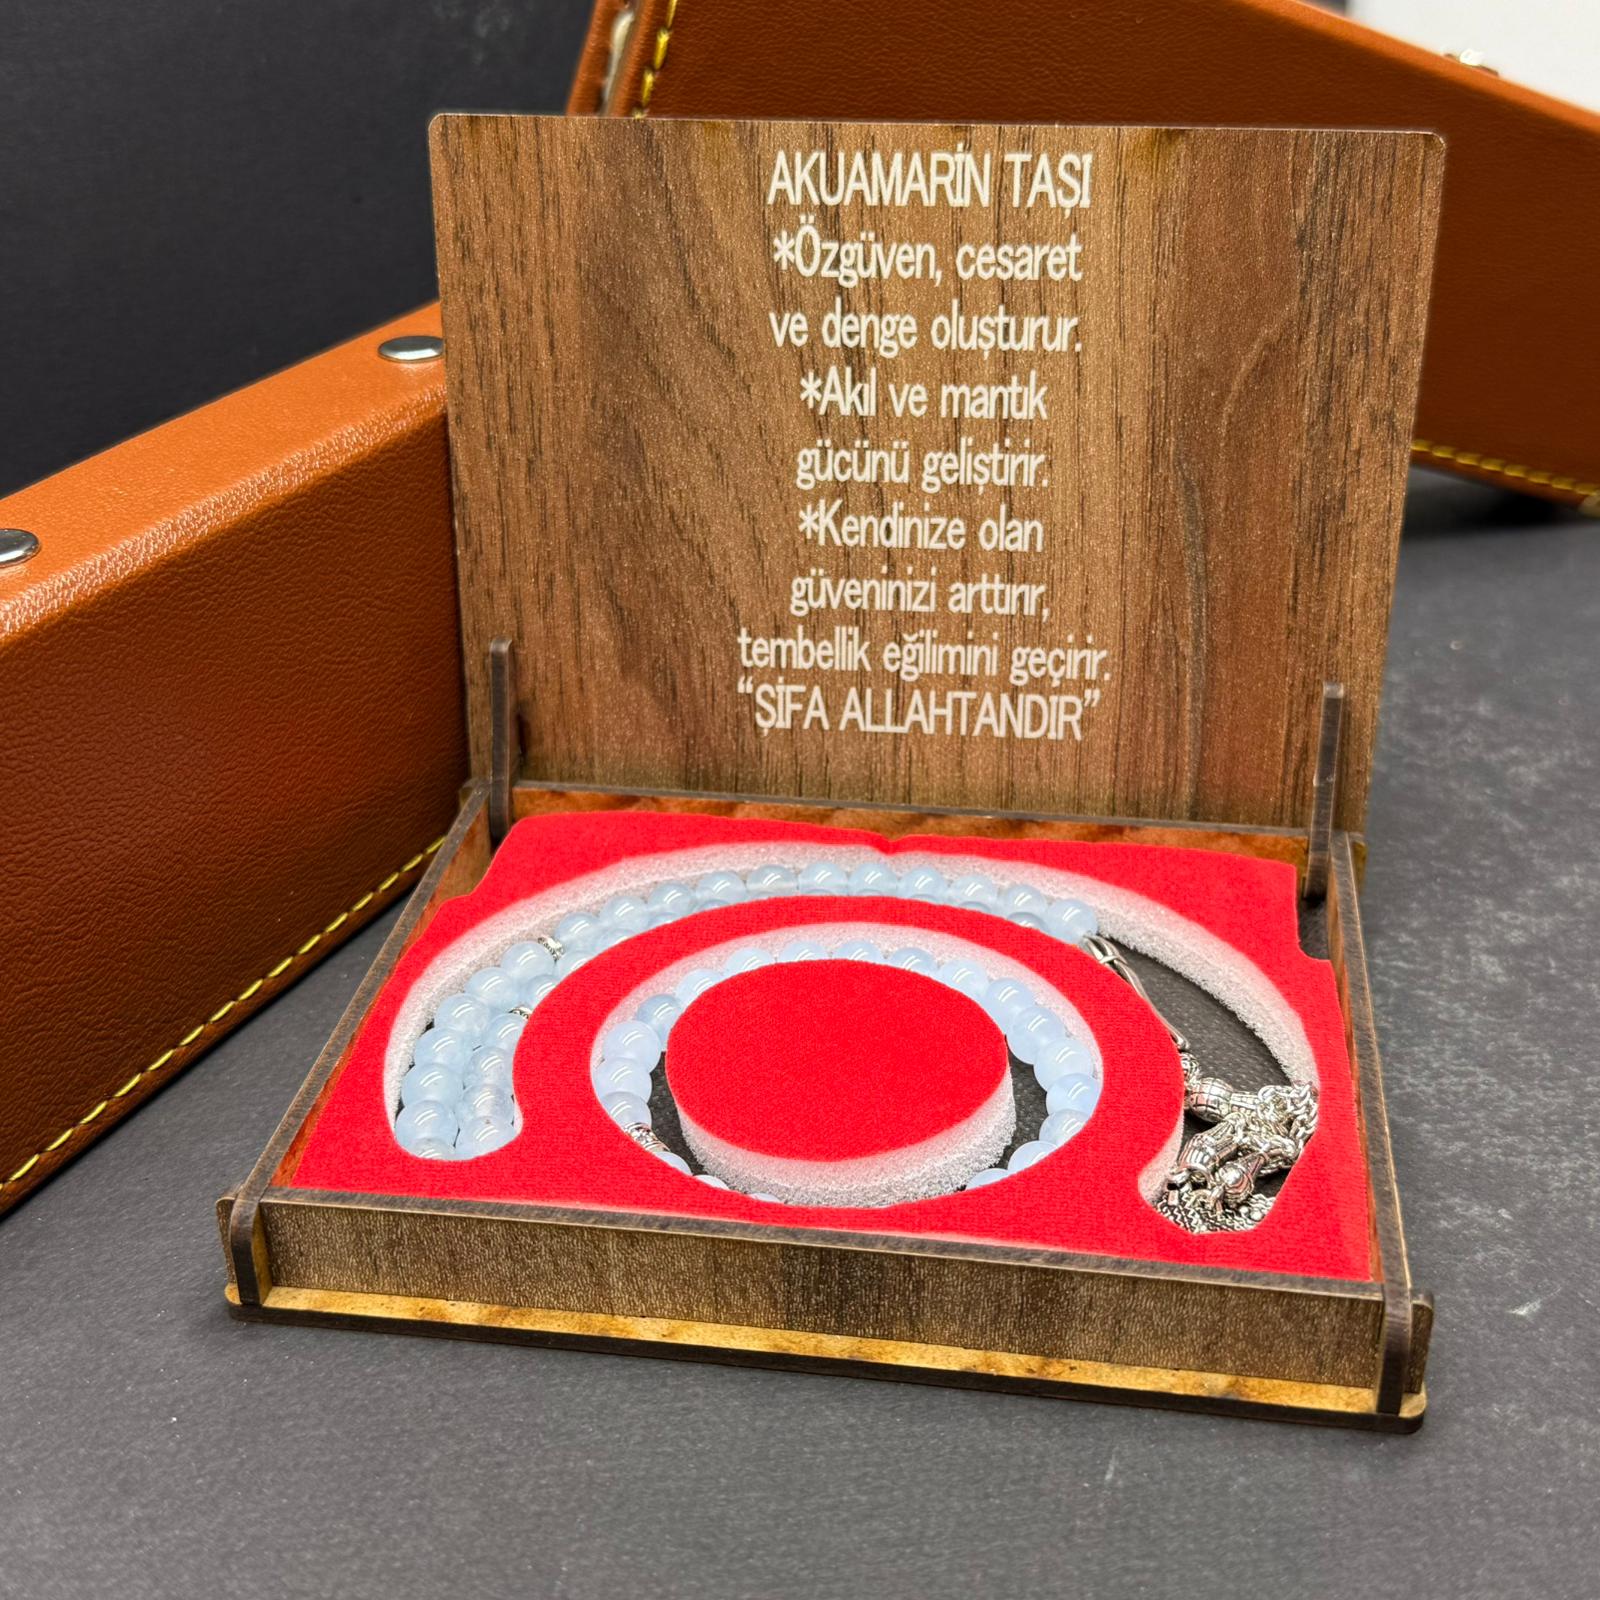 AKUAMARİN TAŞI
*Özgüven, cesaret
ve denge oluşturur.
*Akıl ve mantık
gücünü geliştirir.
*Kendinize olan
güveninizi arttırır,
tembellik eğilimini geçirir.
“ŞİFA ALLAHTANDIR”